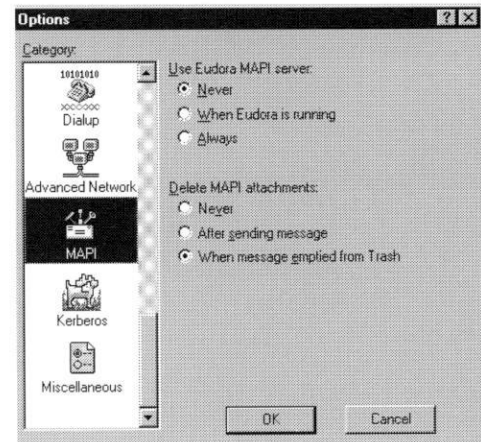 Options
Category:
10101010
Dialup
Advanced Network
MAPI
Kerberos
Miscellaneous
Use Eudora MAPI server:
Never
When Eudora is running
Always
Delete MAPI attachments:
Never
After sending message
When message emptied from Trash
OK
Cancel